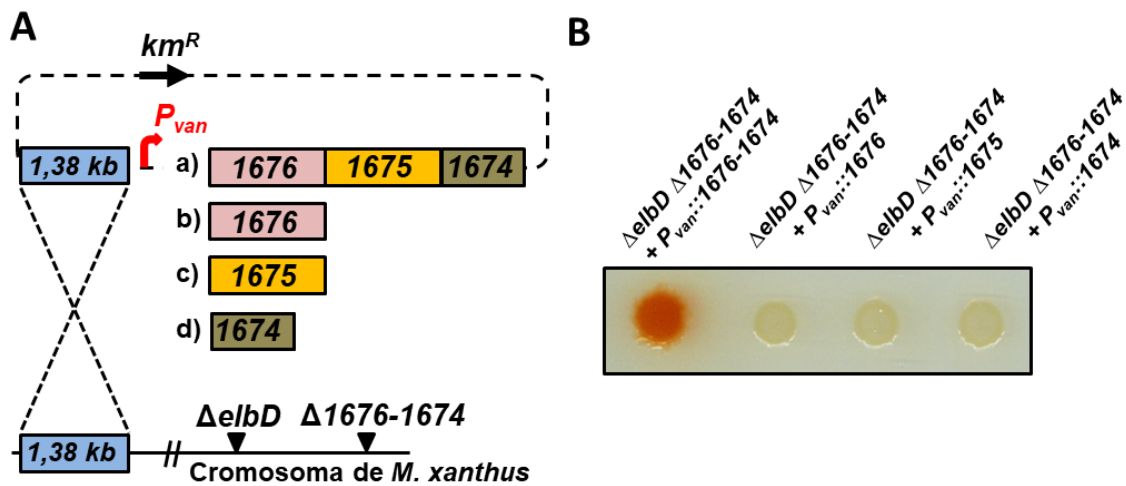 A
km^R
P_van
1,38 kb
a) 1676 1675 1674
b) 1676
c) 1675
d) 1674
ΔelbD Δ1676-1674
1,38 kb
//
Cromosoma de M. xanthus
B
ΔelbD Δ1676-1674
+ P_van::1676-1674
ΔelbD Δ1676-1674
+ P_van::1676
ΔelbD Δ1676-1674
+ P_van::1675
ΔelbD Δ1676-1674
+ P_van::1674